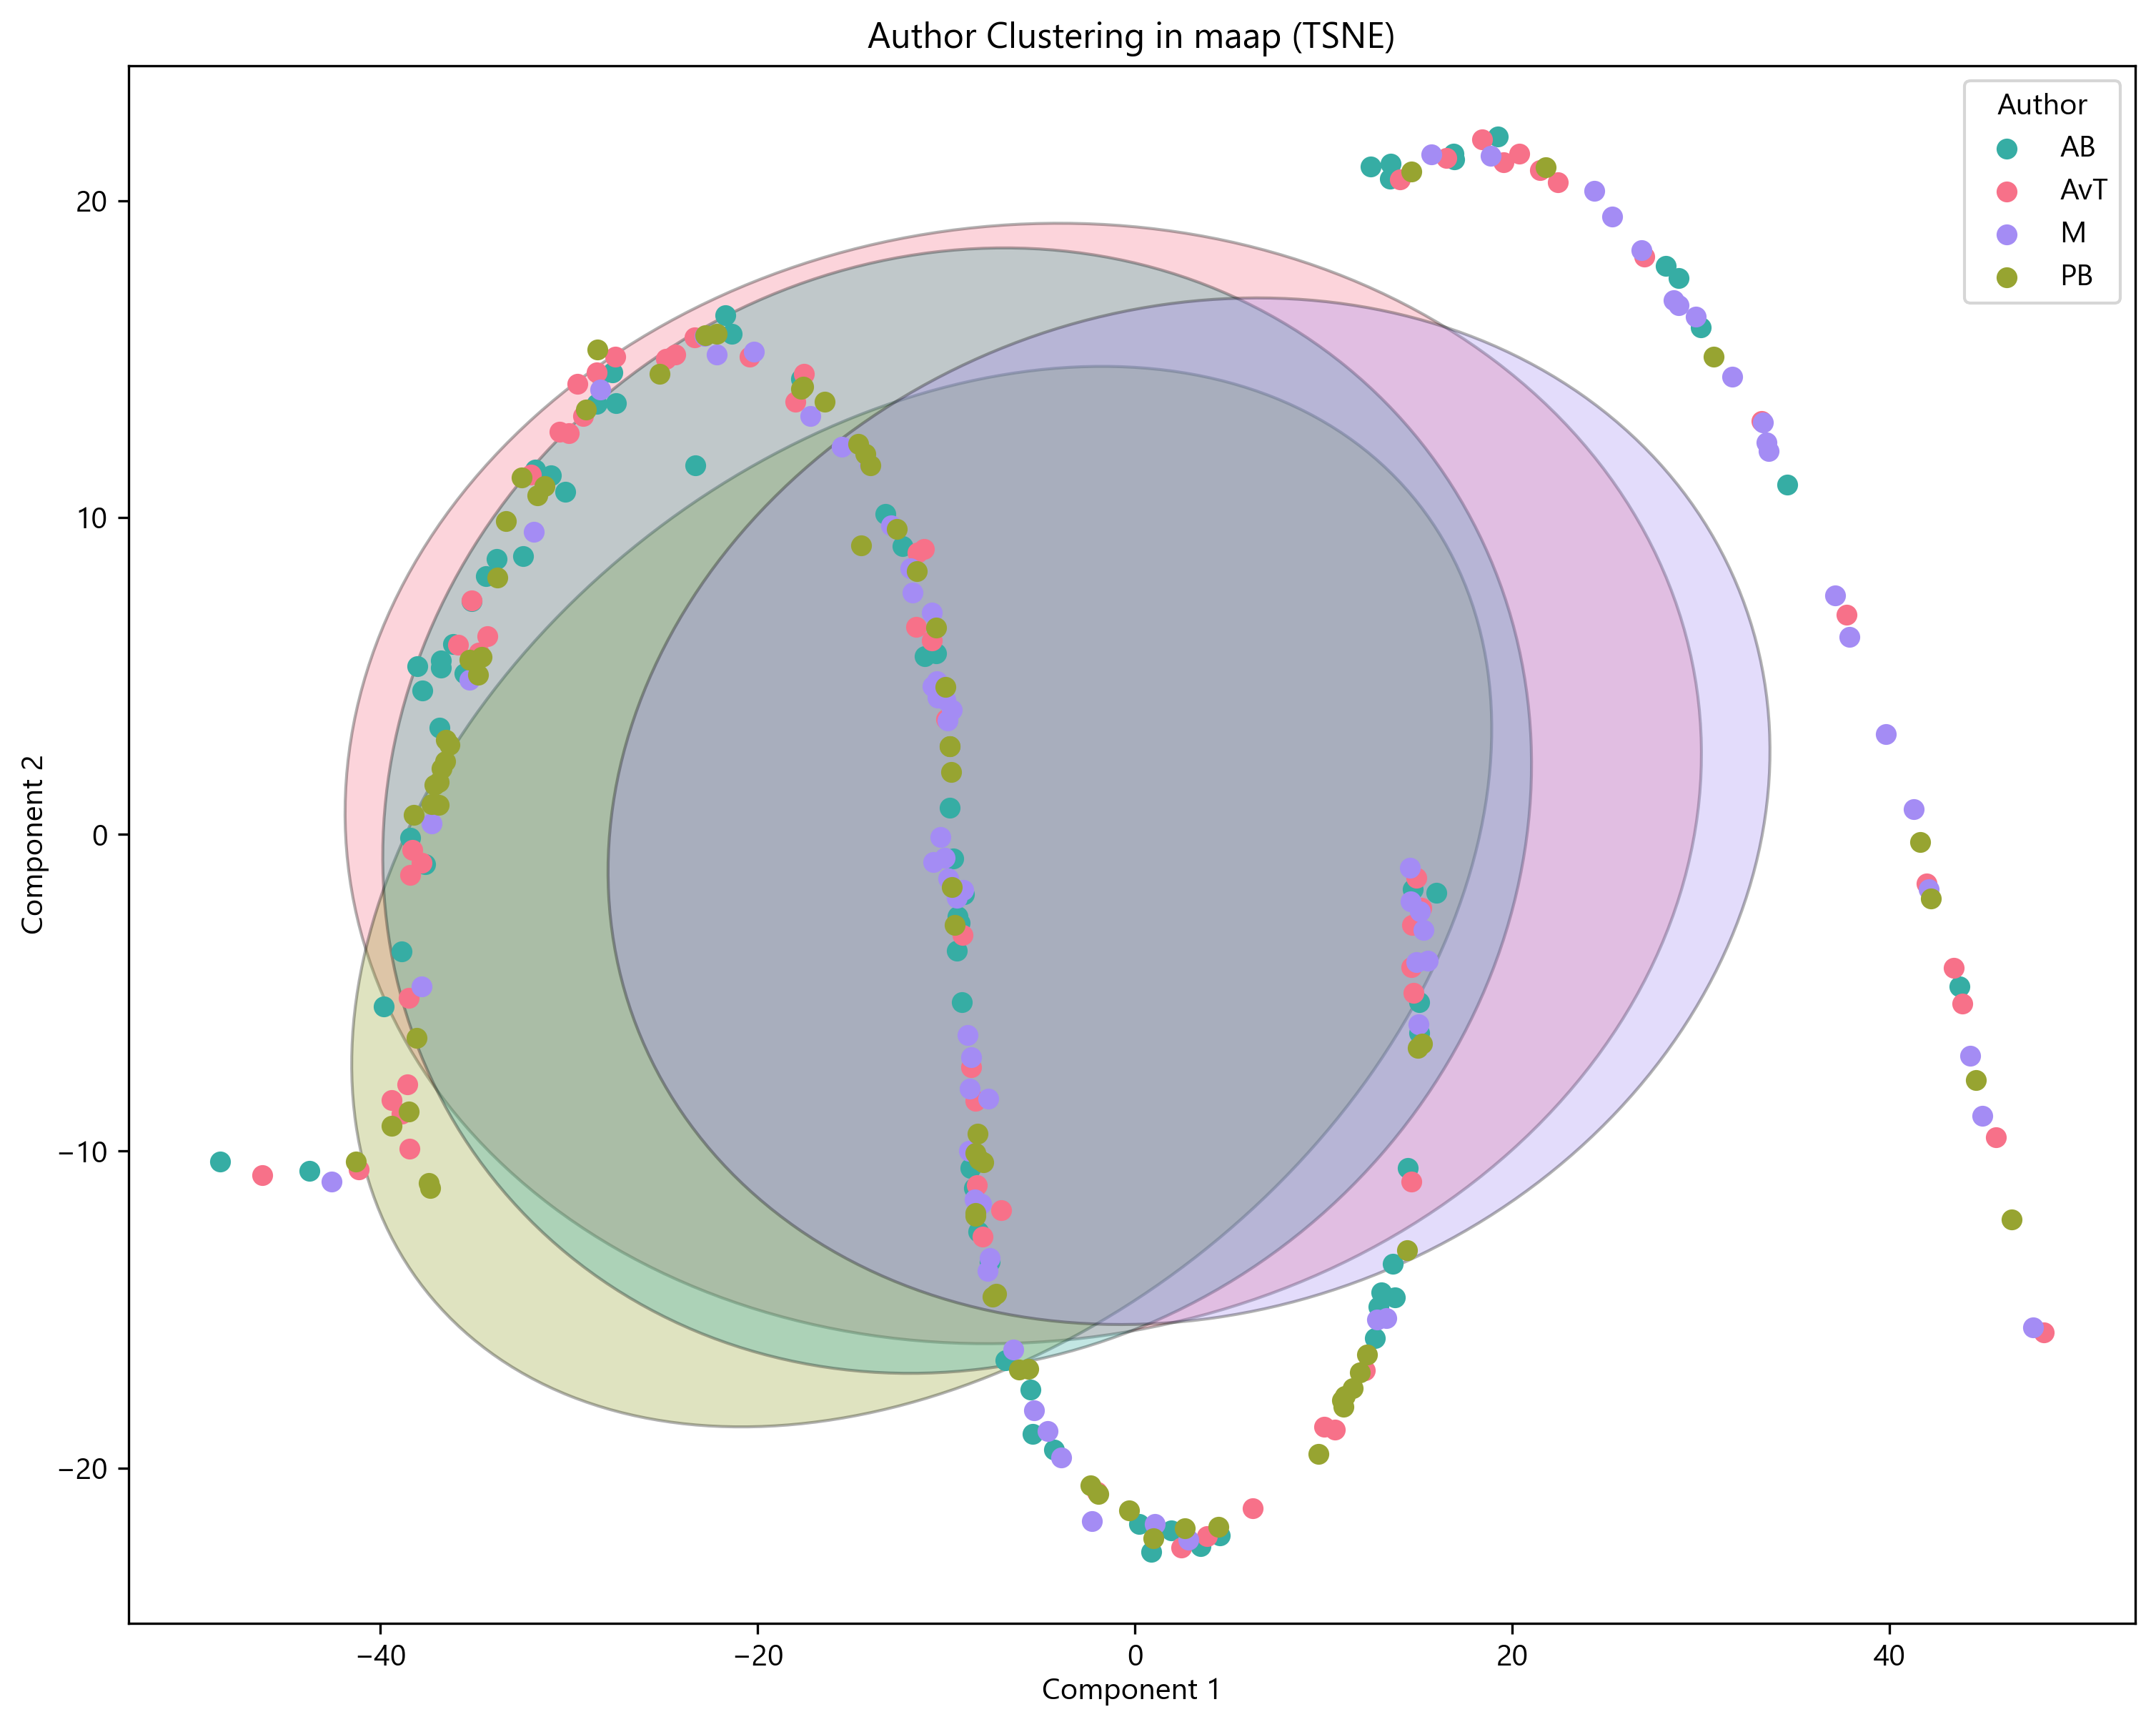 Author Clustering in maap (TSNE)
Author
AB
AvT
M
PB
20
10
0
−10
−20
Component 2
−40
−20
0
20
40
Component 1